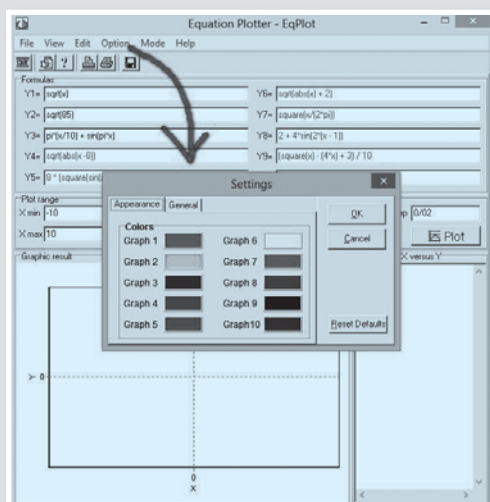 Equation Plotter - EqPlot
File View Edit Option Mode Help
Formulas
Y1= sqrt(x)
Y6= sqrt(abs(x) + 2)
Y2= sqrt(85)
Y7= square(x/(2*pi))
Y3= pi*(x/10) + sin(pi*x)
Y8= 2 + 4*sin(2*(x - 1))
Y4= sqrt(abs(x -8))
Y9= (square(x) - (4*x) + 3) / 10
Y5= 8 * (square(sin(
Settings
Appearance General
Colors
Graph 1
Graph 6
Graph 2
Graph 7
Graph 3
Graph 8
Graph 4
Graph 9
Graph 5
Graph10
OK
Cancel
Reset Defaults
Plot range
X min -10
0/02
X max 10
Plot
Graphic result
X versus Y
Y 0
0
X